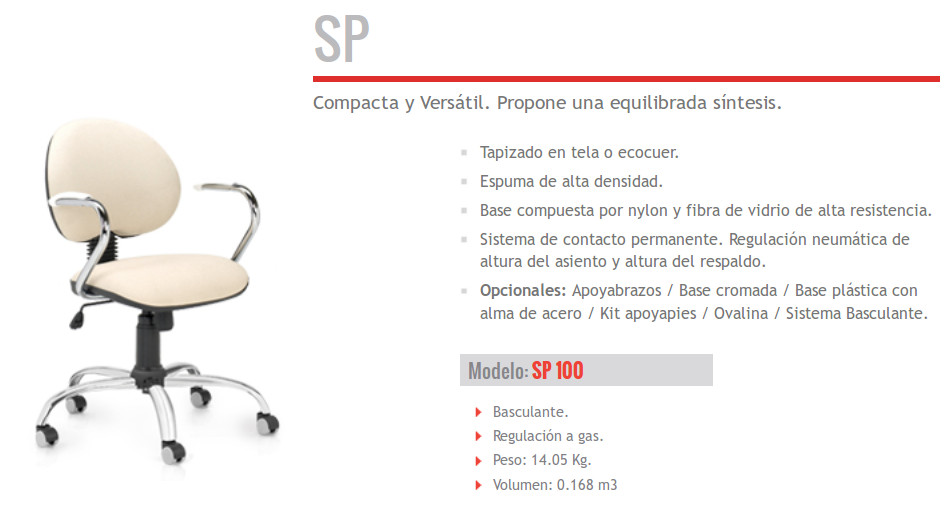 SP
Compacta y Versátil. Propone una equilibrada síntesis.
Tapizado en tela o ecocuer.
Espuma de alta densidad.
Base compuesta por nylon y fibra de vidrio de alta resistencia.
Sistema de contacto permanente. Regulación neumática de
altura del asiento y altura del respaldo.
Opcionales: Apoyabrazos / Base cromada / Base plástica con
alma de acero / Kit apoyapies / Ovalina / Sistema Basculante.
Modelo: SP 100
Basculante.
Regulación a gas.
Peso: 14.05 Kg.
Volumen: 0.168 m3